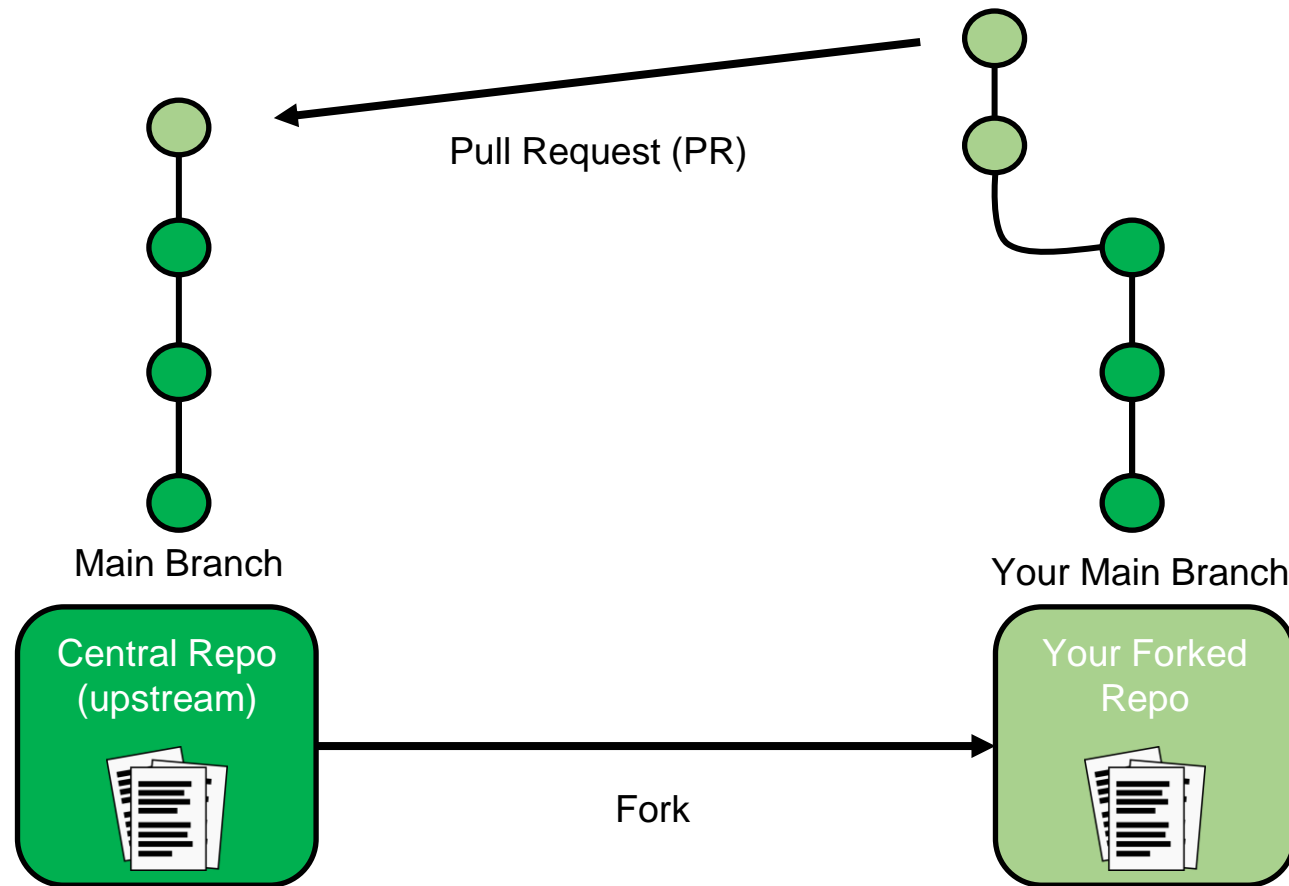 Pull Request (PR)
Main Branch
Your Main Branch
Central Repo
(upstream)
Your Forked
Repo
Fork